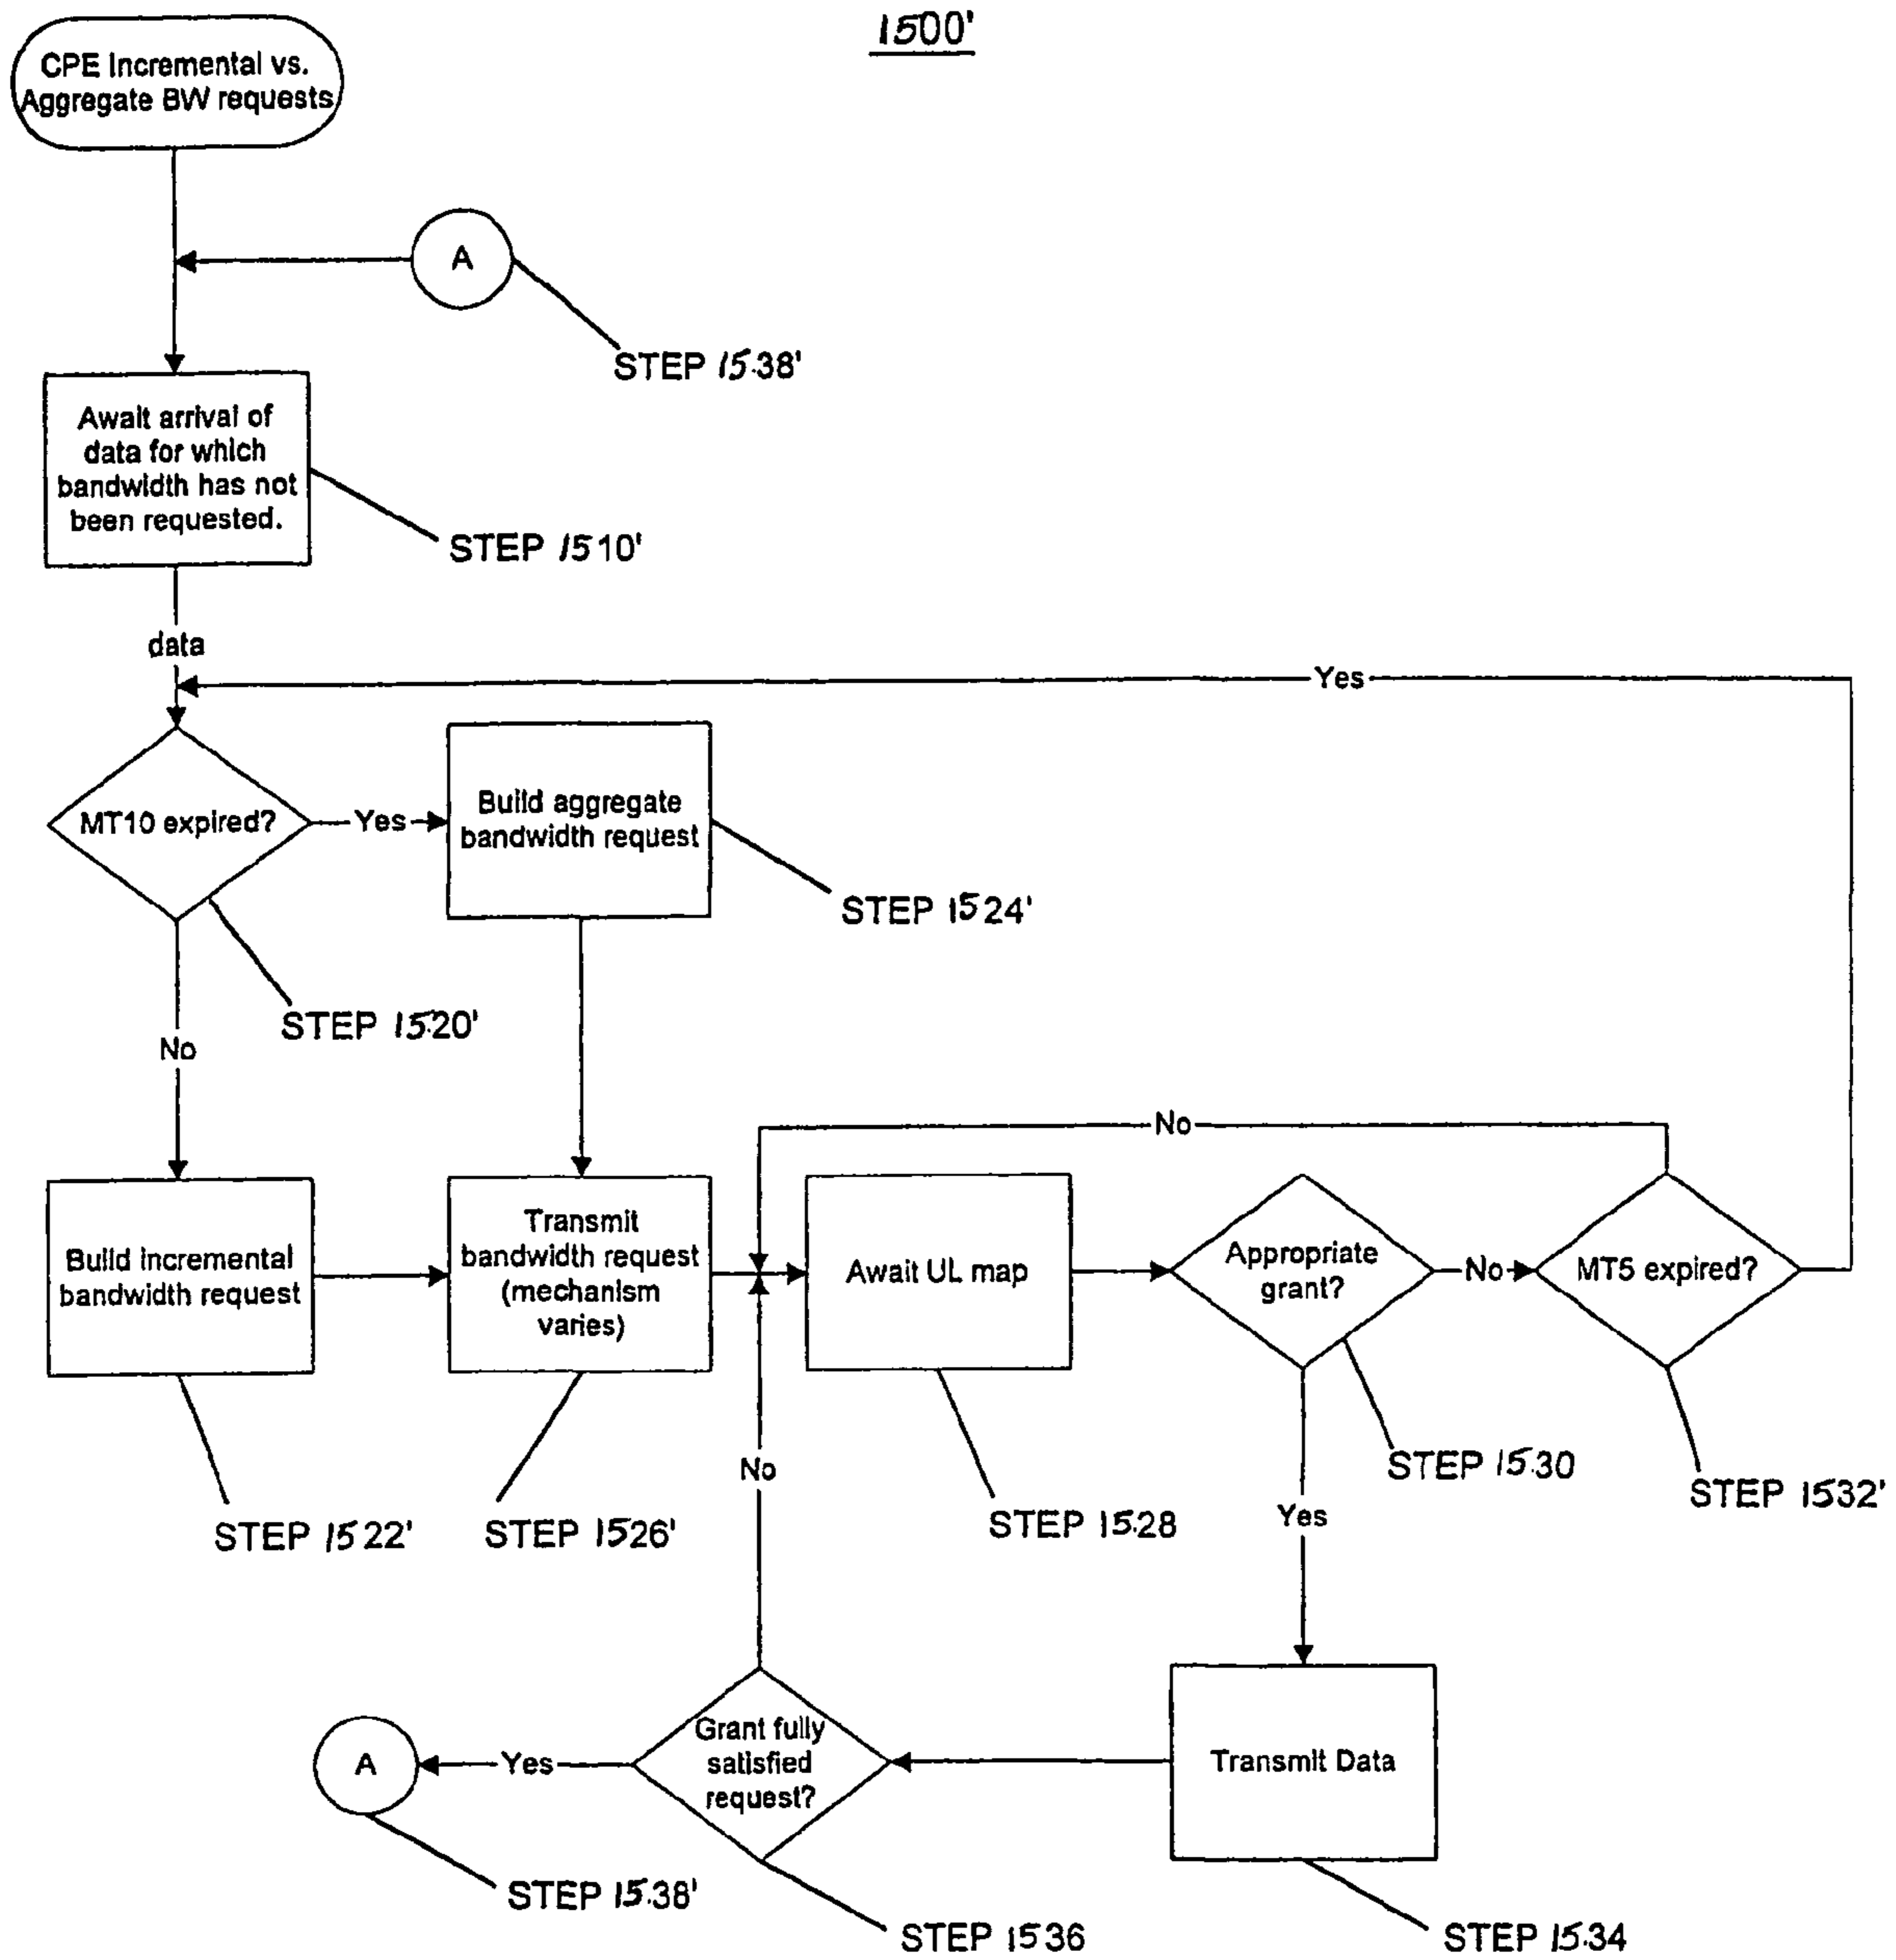 1500'
CPE Incremental vs.
Aggregate BW requests
A
STEP 1538'
Await arrival of
data for which
bandwidth has not
been requested.
STEP 1510'
data
Yes
MT10 expired?
Yes
Build aggregate
bandwidth request
STEP 1524'
STEP 1520'
No
No
Build incremental
bandwidth request
Transmit
bandwidth request
(mechanism
varies)
Await UL map
Appropriate
grant?
No
MT5 expired?
STEP 1522'
STEP 1526'
No
STEP 1528
STEP 1530
STEP 1532'
Yes
A
Yes
Grant fully
satisfied
request?
Transmit Data
STEP 1538'
STEP 1536
STEP 1534